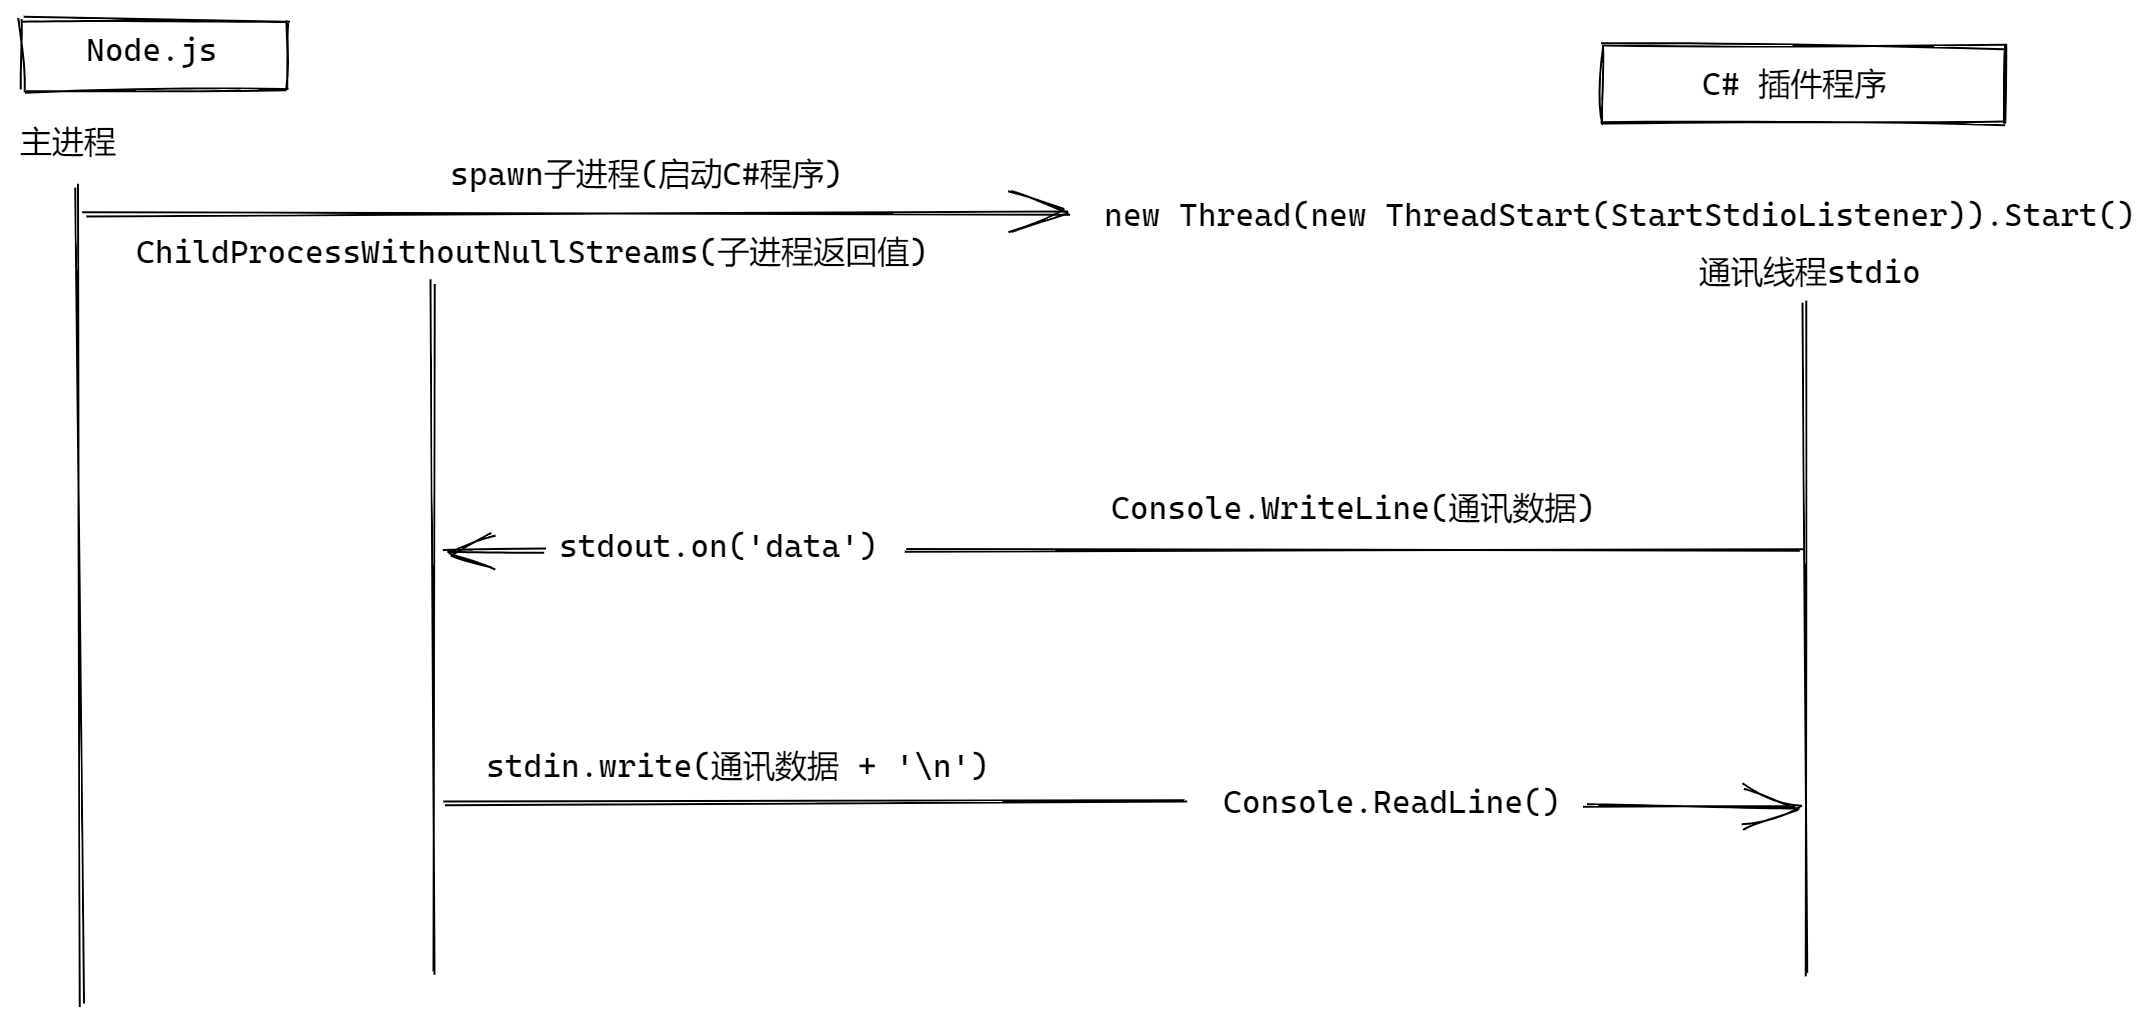 Node.js
C# 插件程序
主进程
spawn子进程(启动C#程序)
new Thread(new ThreadStart(StartStdioListener)).Start()
ChildProcessWithoutNullStreams(子进程返回值)
通讯线程stdio
Console.WriteLine(通讯数据)
stdout.on('data')
stdin.write(通讯数据 + '\n')
Console.ReadLine()